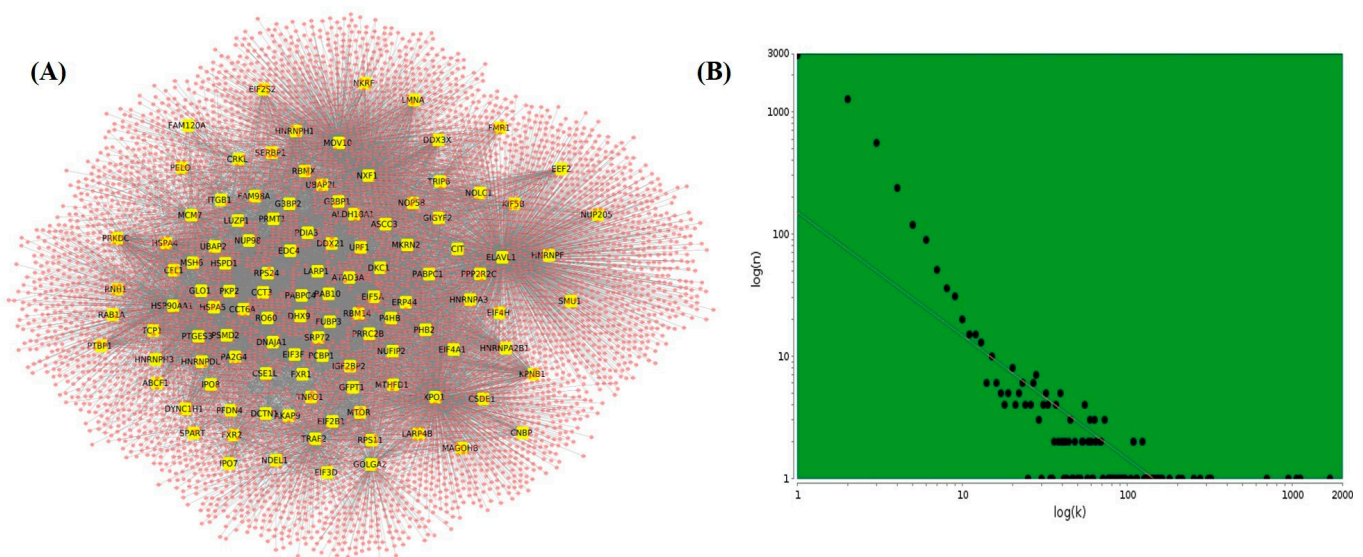 (A)
NKRF
EIF2S2
LMNA
FAM120A
HNRNPH1
FMR1
MOV10
DDX3X
SERBP1
CRKL
PELO
RBMX
NXF1
EEF2
UBAP2L
TRIP6
NOLC1
ITGB1
FAM98A
G3BP2
G3BP1
NOP58
KIF5B
MCM7
LUZP1
PRMT1
ALDH18A1
GIGYF2
NUP205
ASCC3
PRKDC
HSPA4
UBAP2
NUP98
PDIA3
DDX21
UPF1
MKRN2
CIT
EDC4
ELAVL1
HNRNPF
MSH6
HSPD1
LARP1
DKC1
RPS24
ATAD3A
PABPC1
PPP2R2C
RNH1
GLO1
PKP2
CCT3
PABPC4
RAB10
EIF5A
ERP44
HNRNPA3
SMU1
HSP90AA1
HSPA5
CCT6A
RAB1A
RO60
DHX9
FUBP3
RBM14
P4HB
EIF4H
TCP1
PTGES3
PSMD2
DNAJA1
SRP72
PRRC2B
PHB2
PTBP1
HNRNPH3
HNRNPDL
PA2G4
EIF3F
PCBP1
NUFIP2
EIF4A1
HNRNPA2B1
IGF2BP2
CSE1L
FXR1
ABCF1
GFPT1
MTHFD1
KPNB1
TNPO1
XPO1
CSDE1
DYNC1H1
PFDN4
DCTN1
AKAP9
MTOR
EIF2B1
SPART
FXR2
TRAF2
RPS11
LARP4B
CNBP
MAGOHB
IPO7
NDEL1
EIF3D
GOLGA2
(B)
3000
1000
100
10
1
log(n)
1
10
100
1000
2000
log(k)